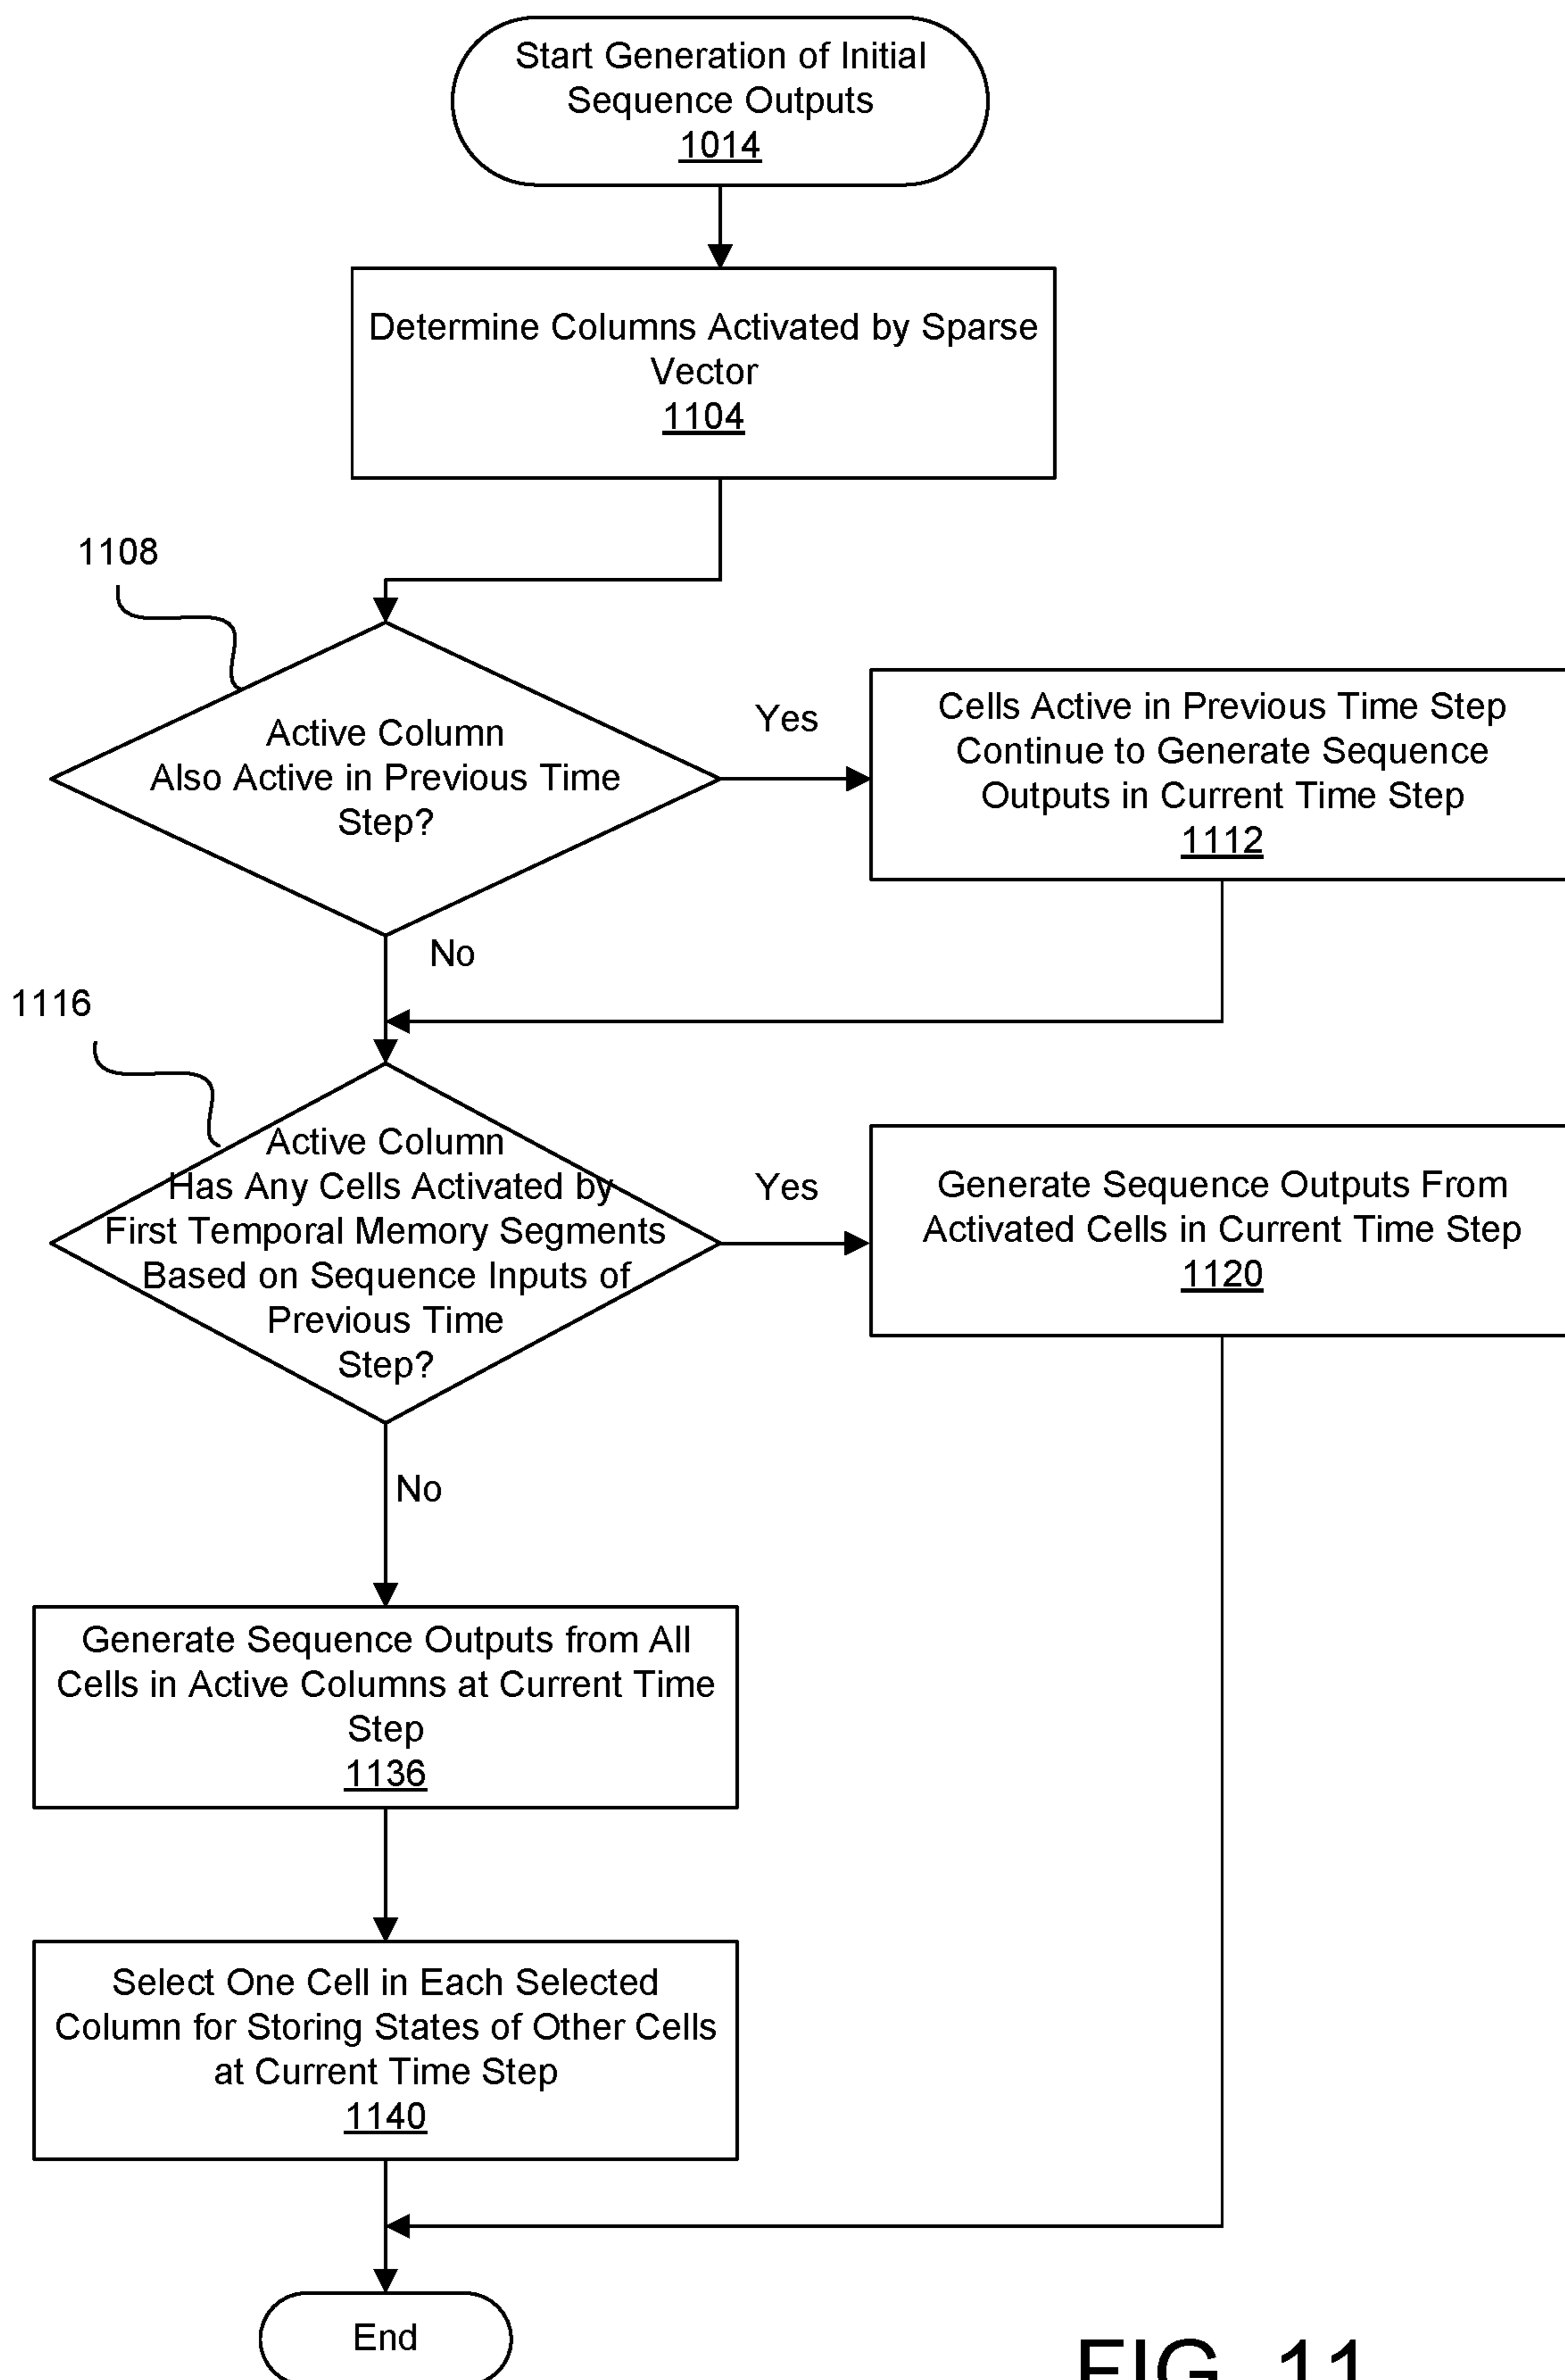 Start Generation of Initial
Sequence Outputs
1014
Determine Columns Activated by Sparse
Vector
1104
1108
Active Column
Also Active in Previous Time
Step?
Yes
Cells Active in Previous Time Step
Continue to Generate Sequence
Outputs in Current Time Step
1112
No
1116
Active Column
Has Any Cells Activated by
First Temporal Memory Segments
Based on Sequence Inputs of
Previous Time
Step?
Yes
Generate Sequence Outputs From
Activated Cells in Current Time Step
1120
No
Generate Sequence Outputs from All
Cells in Active Columns at Current Time
Step
1136
Select One Cell in Each Selected
Column for Storing States of Other Cells
at Current Time Step
1140
End
FIG. 11